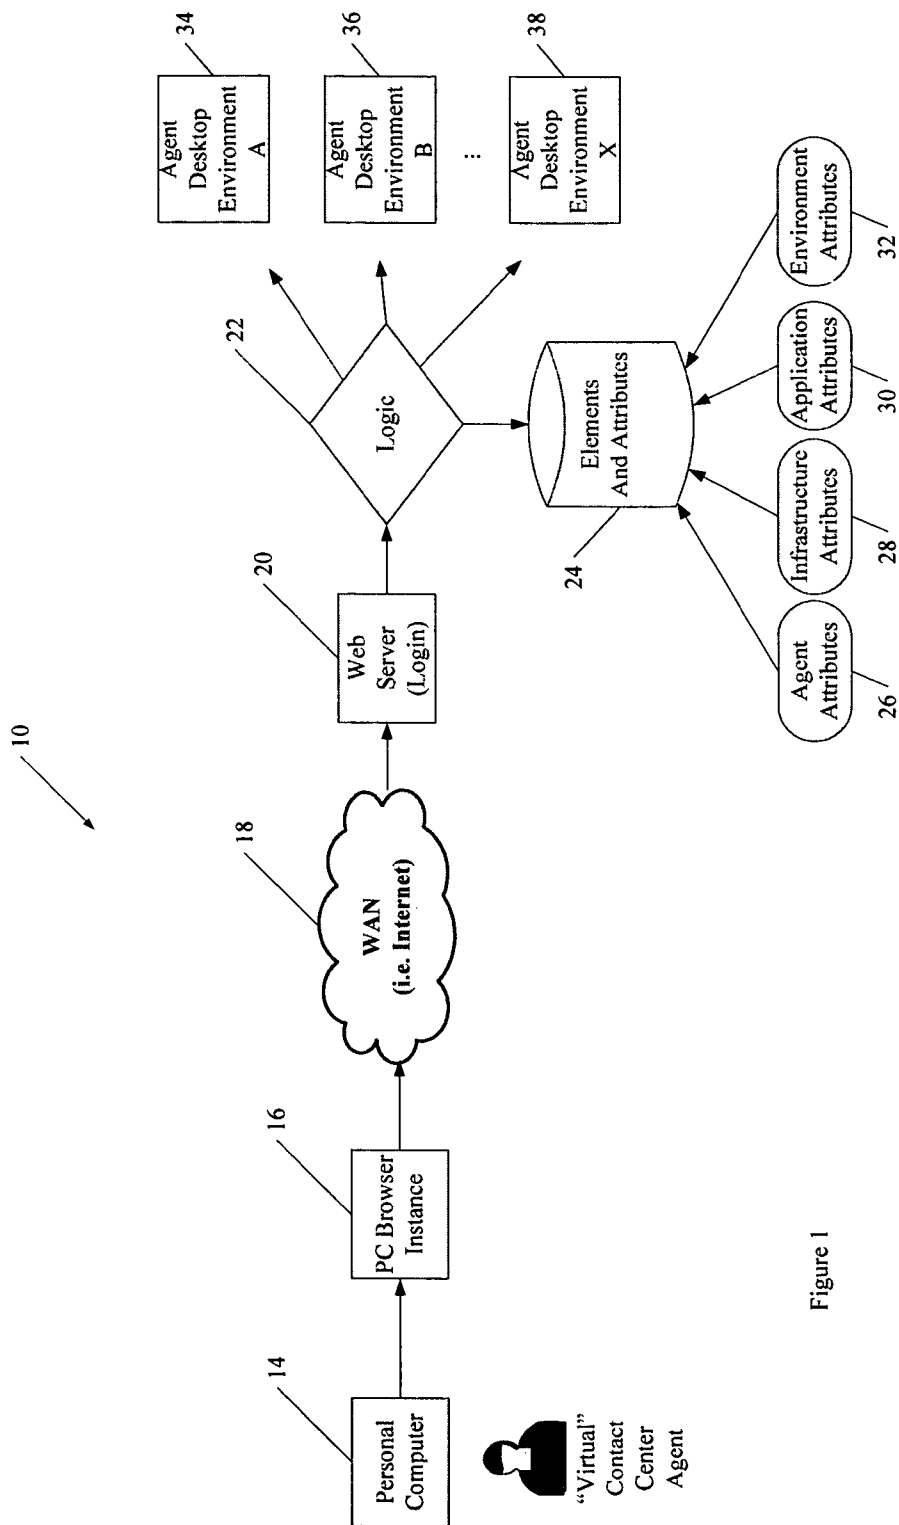 10
14
Personal
Computer
"Virtual"
Contact
Center
Agent
16
PC Browser
Instance
18
WAN
(i.e. Internet)
20
Web
Server
(Login)
22
Logic
24
Elements
And Attributes
26
Agent
Attributes
28
Infrastructure
Attributes
30
Application
Attributes
32
Environment
Attributes
34
Agent
Desktop
Environment
A
36
Agent
Desktop
Environment
B
...
38
Agent
Desktop
Environment
X
Figure 1